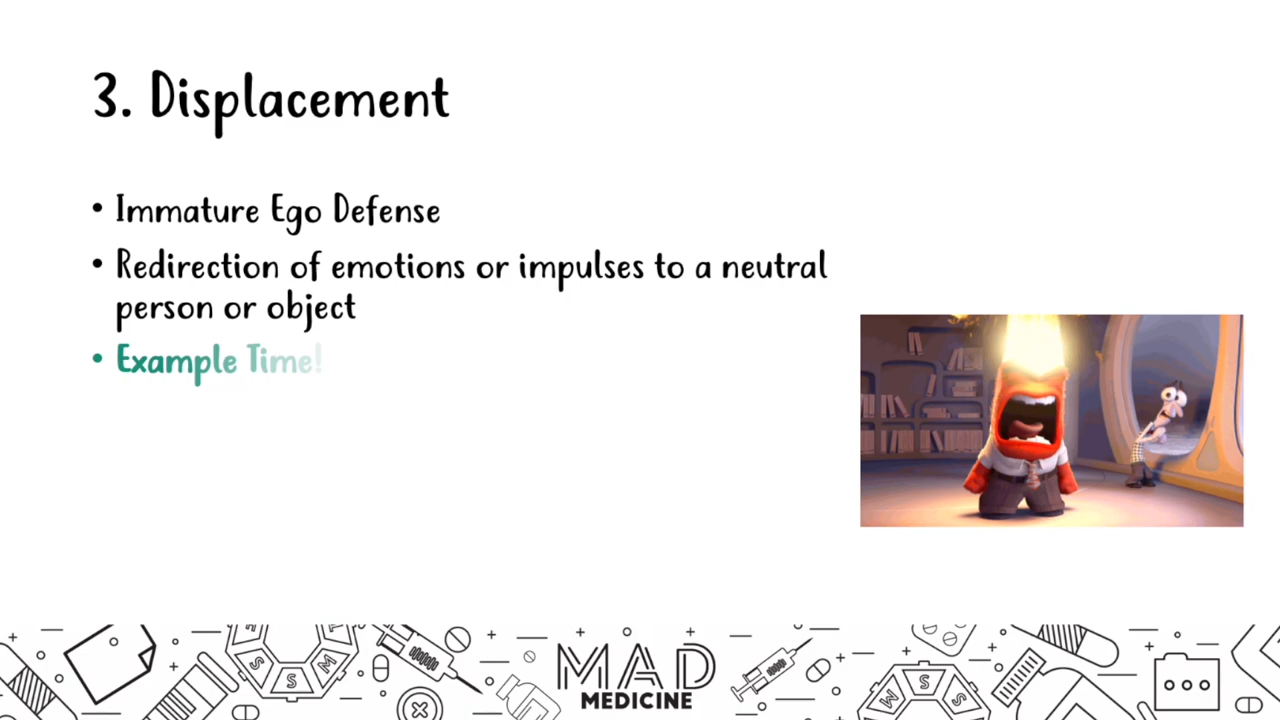 3. Displacement
• Immature Ego Defense
• Redirection of emotions or impulses to a neutral
person or object
• Example Time!
S
S
M
MAD
MEDICINE
M
S
S